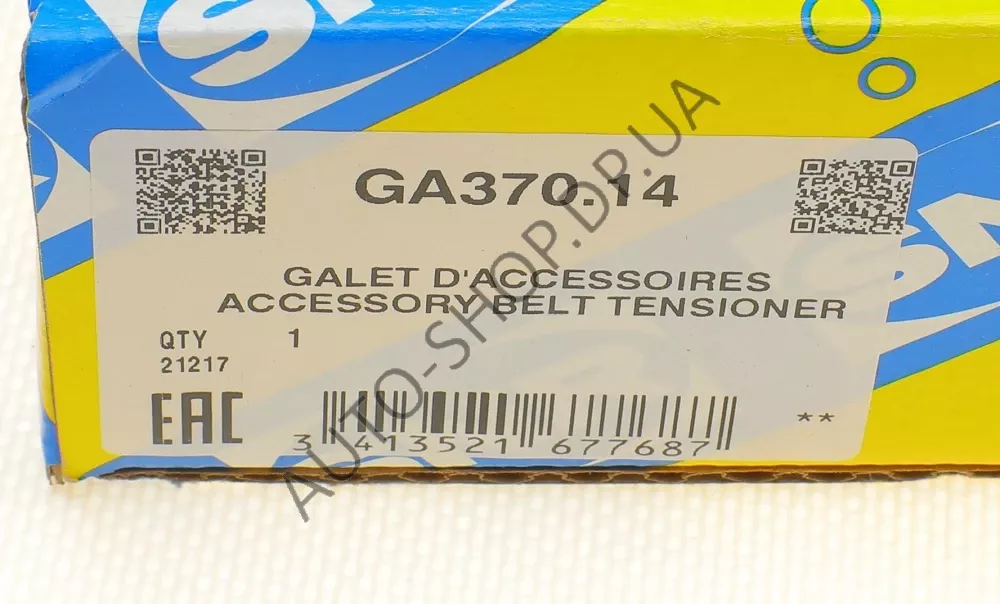 GA370.14
GALET D'ACCESSOIRES
ACCESSORY BELT TENSIONER
QTY 1
21217
EAC
3 413521 677687
**
AUTO-SHOP.DP.UA